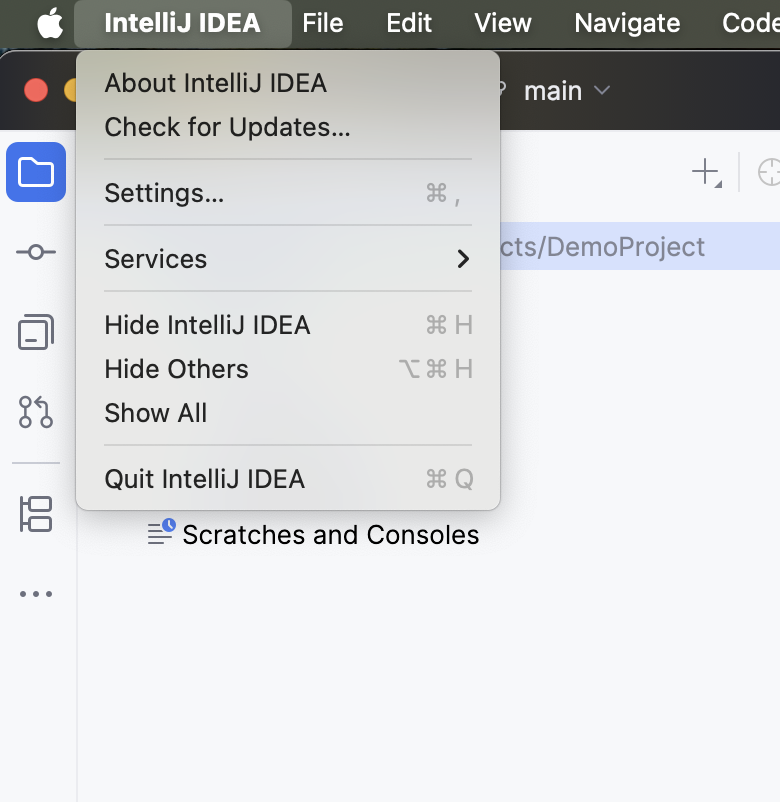 IntelliJ IDEA File Edit View Navigate Code
main
About IntelliJ IDEA
Check for Updates...
Settings... ⌘ ,
cts/DemoProject
Services
Hide IntelliJ IDEA ⌘ H
Hide Others ⌥ ⌘ H
Show All
Quit IntelliJ IDEA ⌘ Q
Scratches and Consoles